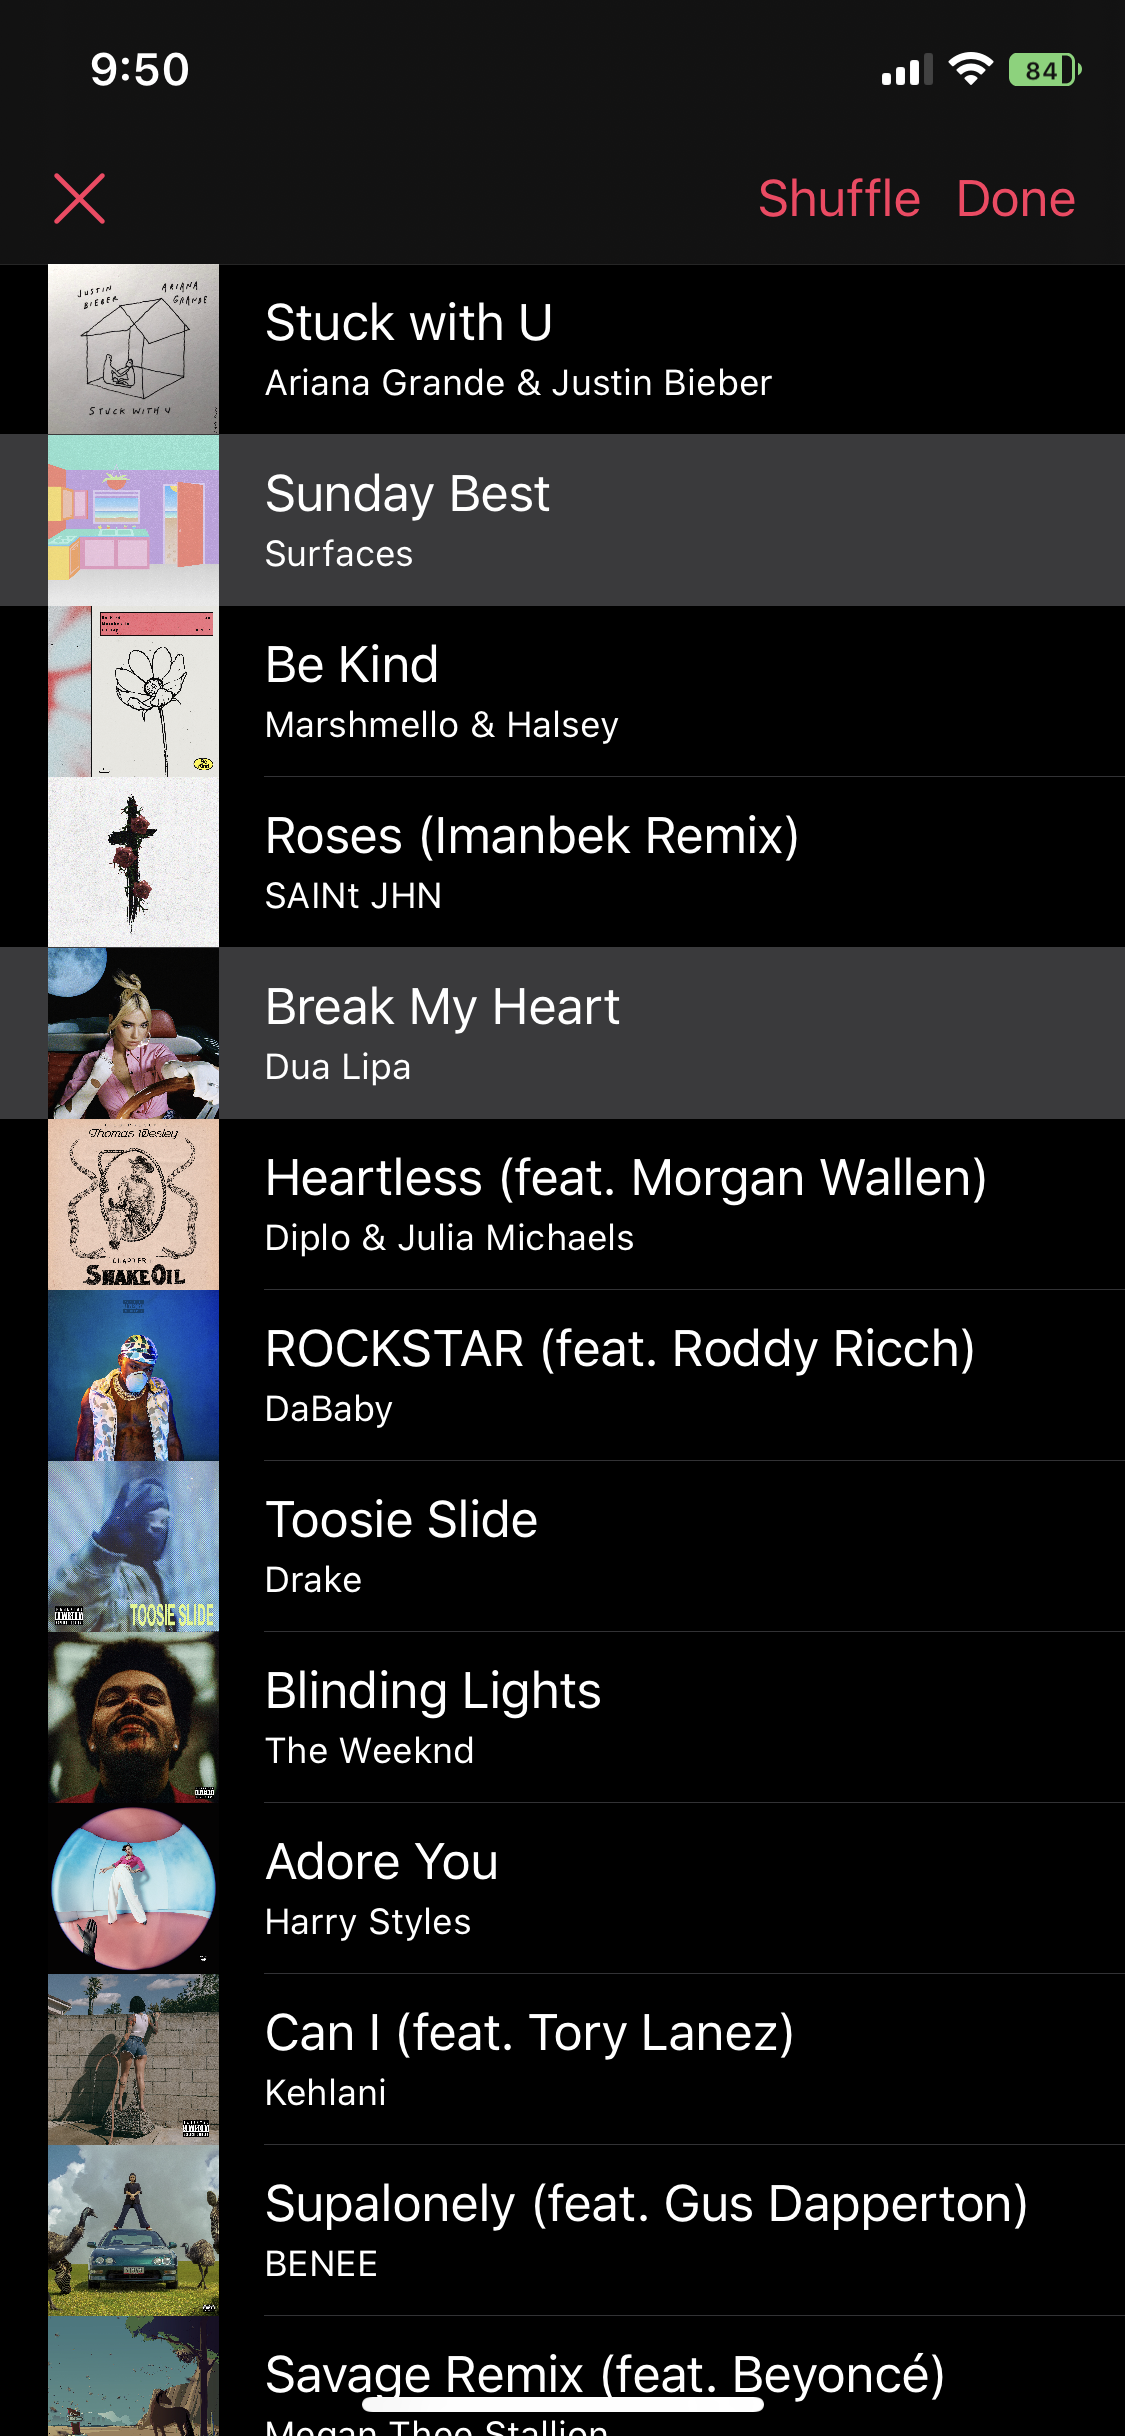 9:50
84
Shuffle Done
JUSTIN BIEBER ARIANA GRANDE
STUCK WITH U
Stuck with U
Ariana Grande & Justin Bieber
Sunday Best
Surfaces
Be Kind
Marshmello & Halsey
Roses (Imanbek Remix)
SAINt JHN
Break My Heart
Dua Lipa
Thomas Wesley
CHAPTER 1
SNAKE OIL
Heartless (feat. Morgan Wallen)
Diplo & Julia Michaels
ROCKSTAR (feat. Roddy Ricch)
DaBaby
TOOSIE SLIDE
Toosie Slide
Drake
Blinding Lights
The Weeknd
Adore You
Harry Styles
Can I (feat. Tory Lanez)
Kehlani
Supalonely (feat. Gus Dapperton)
BENEE
Savage Remix (feat. Beyoncé)
Megan Thee Stallion